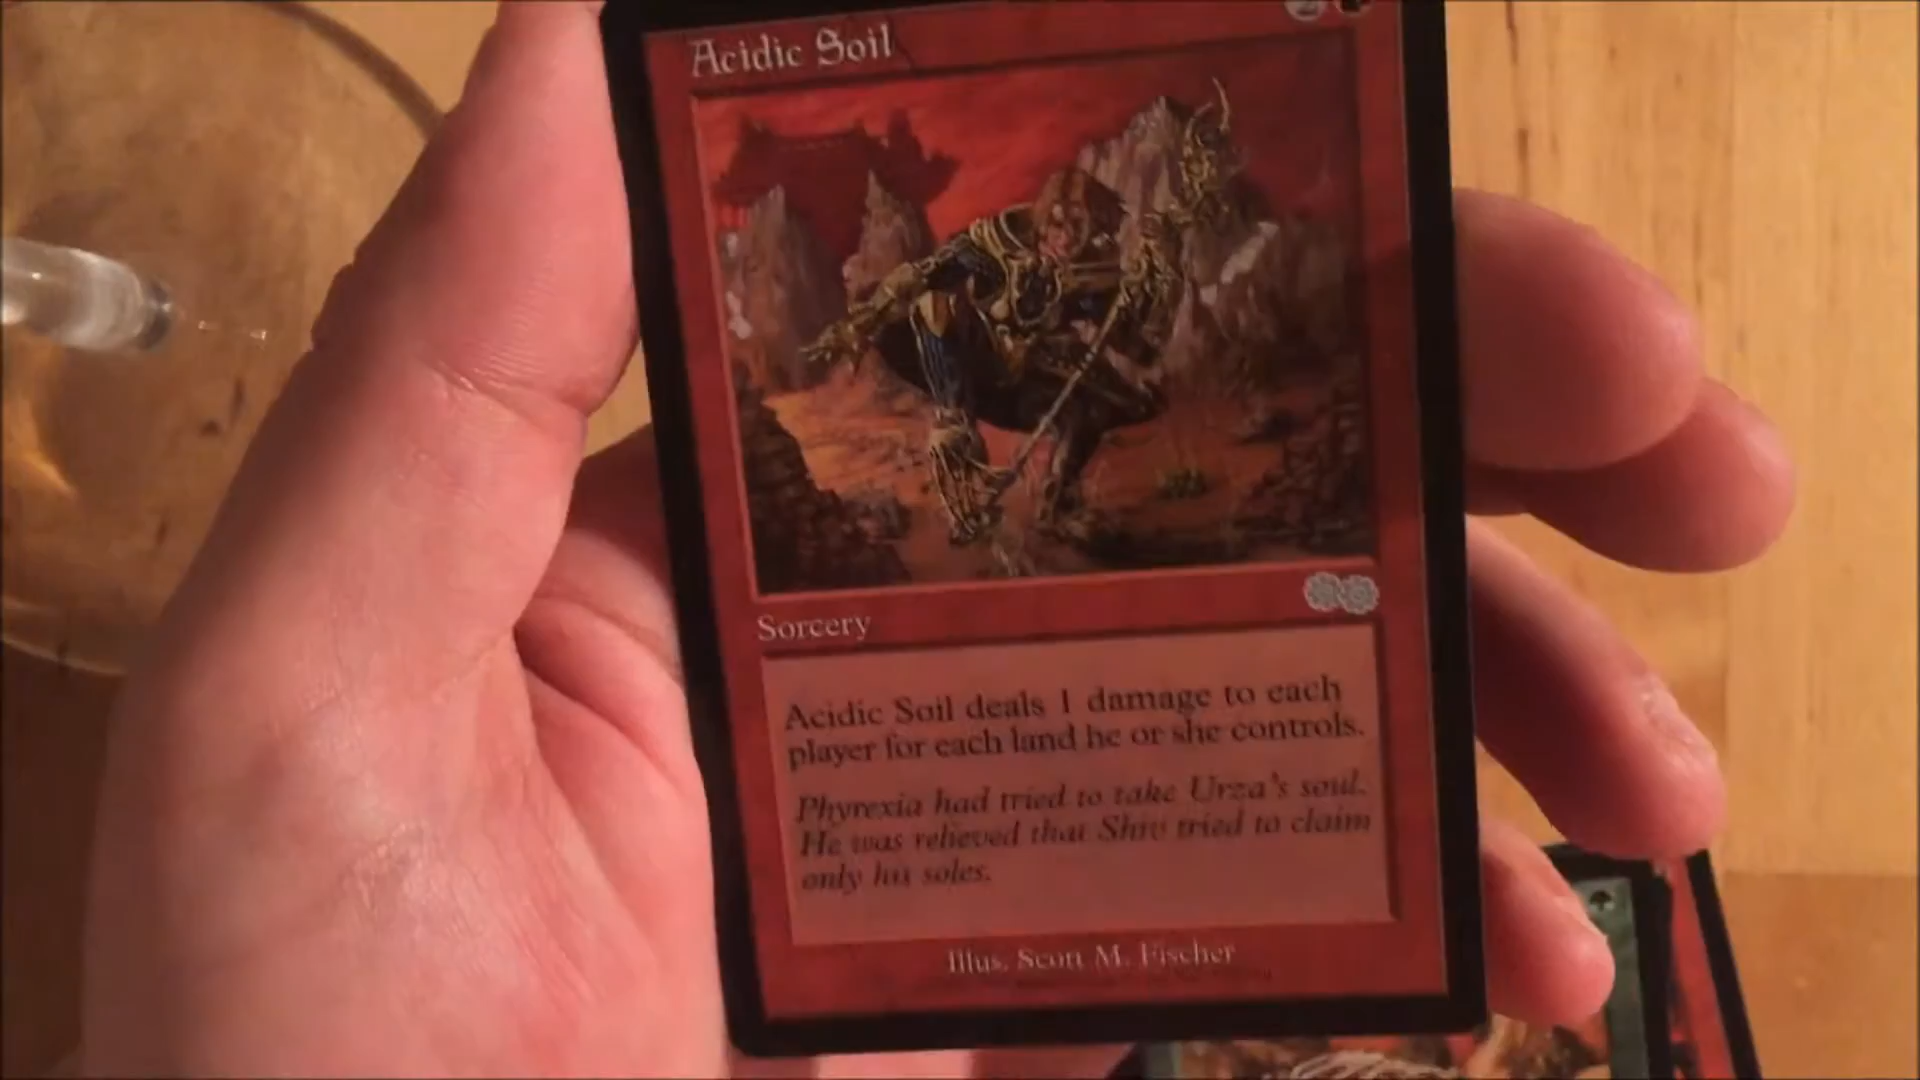 Acidic Soil
2
Sorcery
Acidic Soil deals 1 damage to each
player for each land he or she controls.
Phyrexia had tried to take Urza's soul.
He was relieved that Shiv tried to claim
only his soles.
Illus. Scott M. Fischer